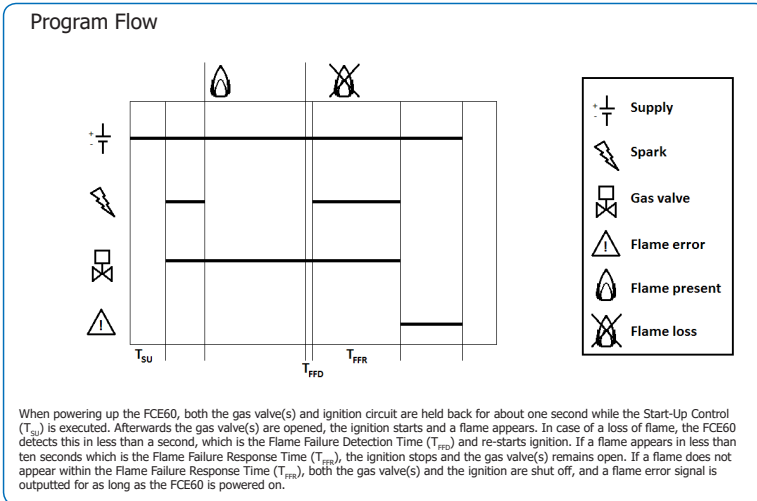 Program Flow
+
-
!
T_SU
T_FFD
T_FFR
+
-
Supply
Spark
Gas valve
!
Flame error
Flame present
Flame loss
When powering up the FCE60, both the gas valve(s) and ignition circuit are held back for about one second while the Start-Up Control
(T_SU) is executed. Afterwards the gas valve(s) are opened, the ignition starts and a flame appears. In case of a loss of flame, the FCE60
detects this in less than a second, which is the Flame Failure Detection Time (T_FFD) and re-starts ignition. If a flame appears in less than
ten seconds which is the Flame Failure Response Time (T_FFR), the ignition stops and the gas valve(s) remains open. If a flame does not
appear within the Flame Failure Response Time (T_FFR), both the gas valve(s) and the ignition are shut off, and a flame error signal is
outputted for as long as the FCE60 is powered on.